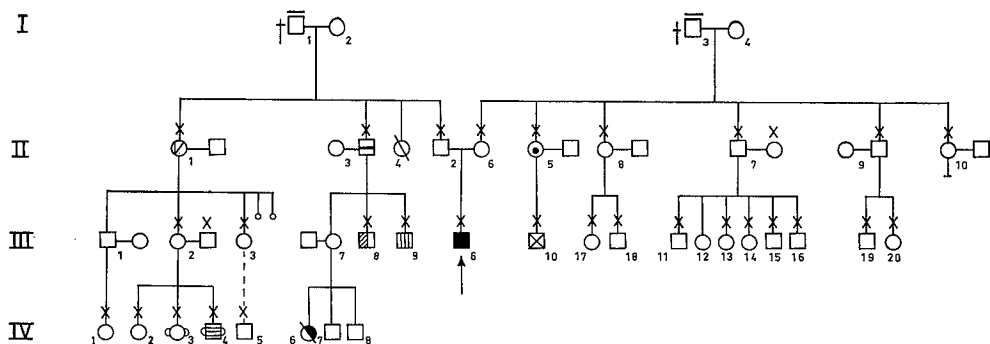 I 1 2 3 4
II 1 3 4 2 6 5 8 7 9 10
III 1 2 3 7 8 9 6 10 17 18 11 12 13 14 15 16 19 20
IV 1 2 3 4 5 6 7 8